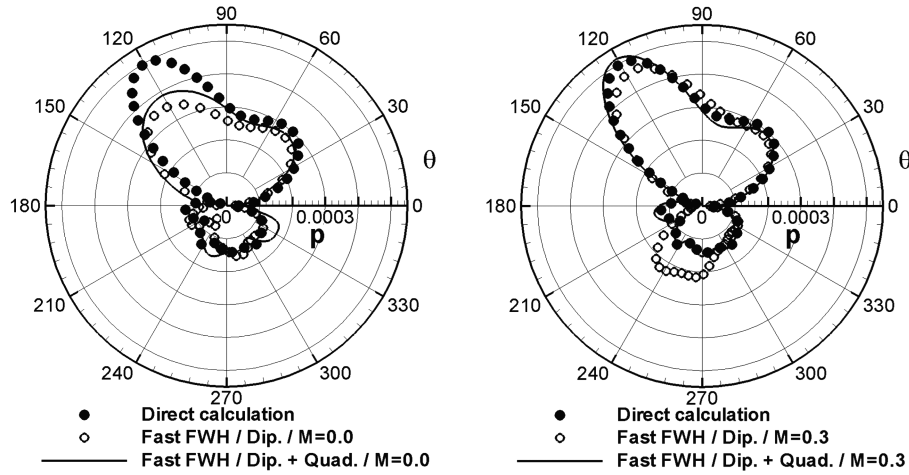 90
120
60
150
30
θ
180
0
0.0003
0
p
210
330
240
300
270
Direct calculation
Fast FWH / Dip. / M=0.0
Fast FWH / Dip. + Quad. / M=0.0
90
120
60
150
30
θ
180
0
0.0003
0
p
210
330
240
300
270
Direct calculation
Fast FWH / Dip. / M=0.3
Fast FWH / Dip. + Quad. / M=0.3